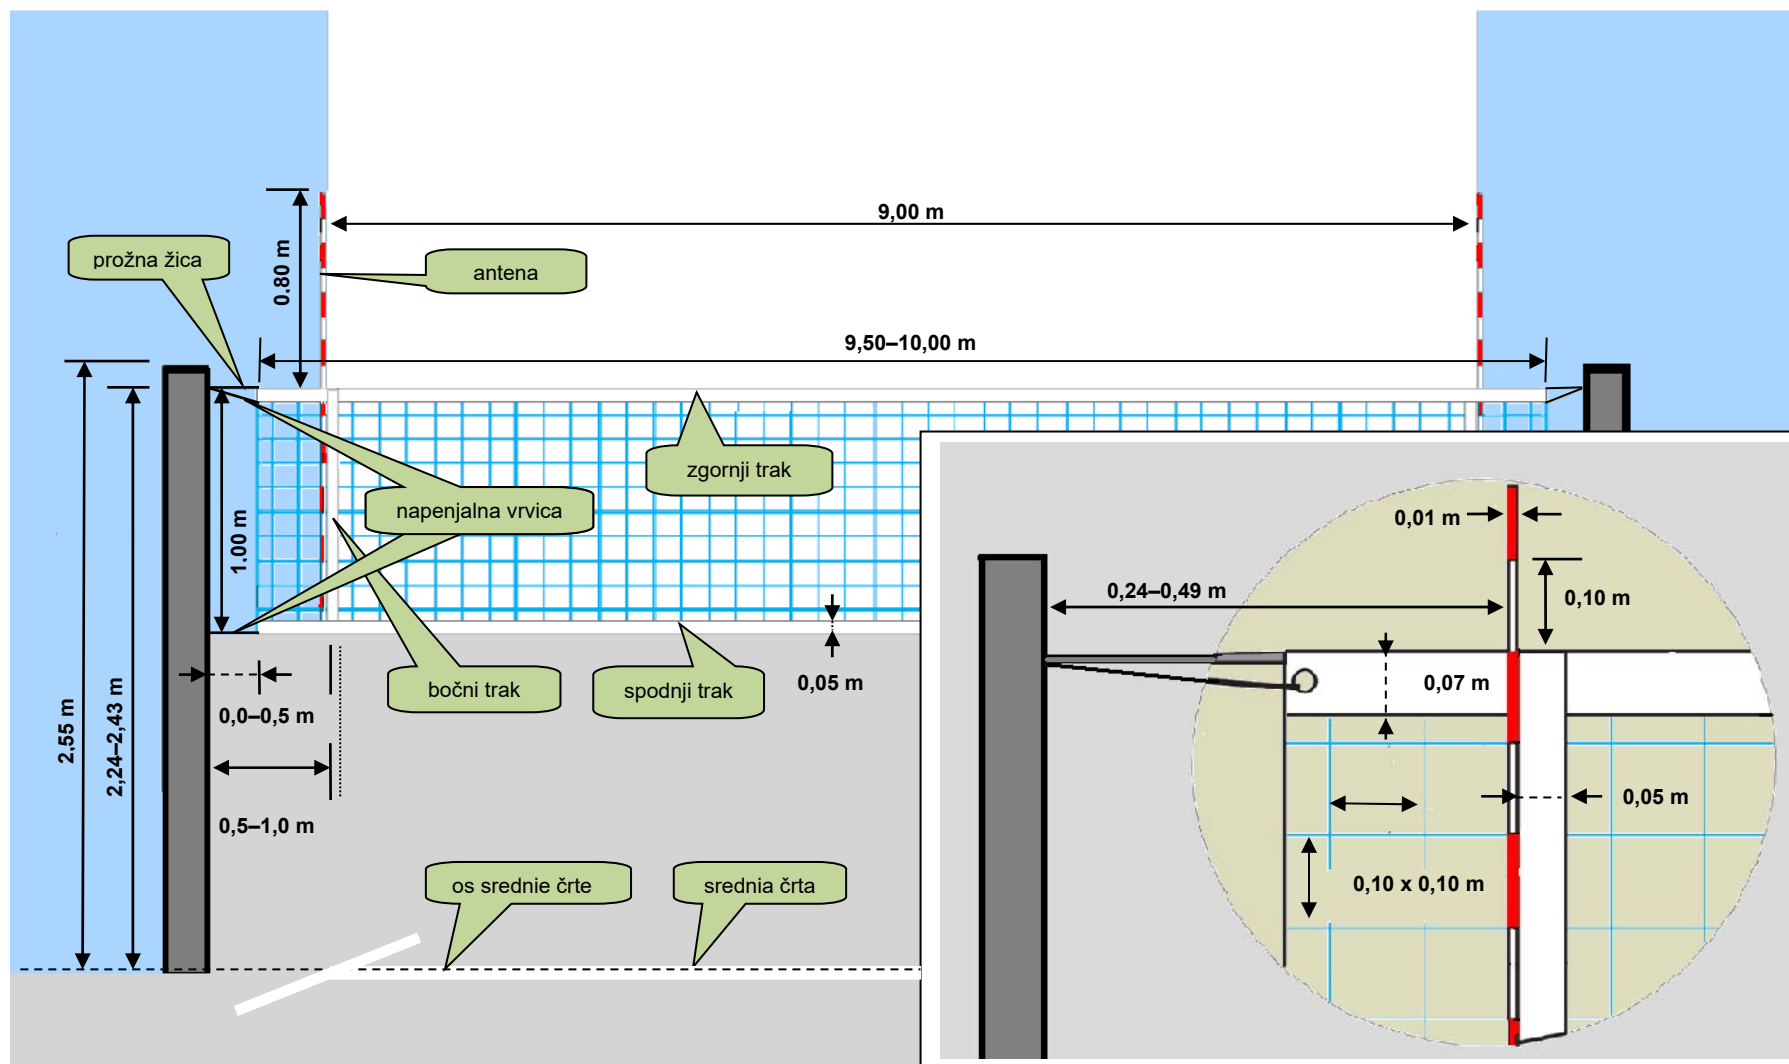 9,00 m
prožna žica
antena
0.80 m
9,50–10,00 m
zgornji trak
napenjalna vrvica
1.00 m
0,01 m
0,24–0,49 m
0,10 m
bočni trak
spodnji trak
0,05 m
0,07 m
2,55 m
2,24–2,43 m
0,0–0,5 m
0,5–1,0 m
0,05 m
0,10 x 0,10 m
os srednie črte
srednia črta